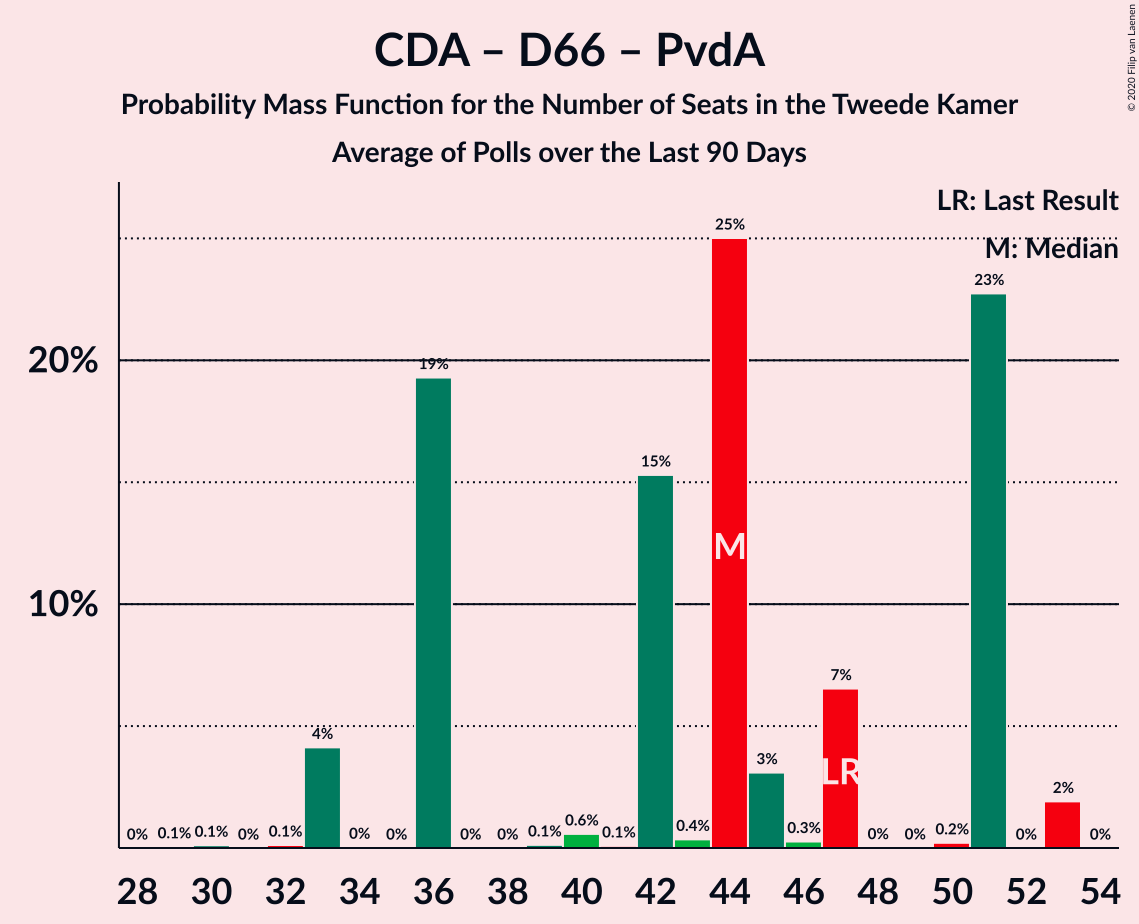 CDA – D66 – PvdA
Probability Mass Function for the Number of Seats in the Tweede Kamer
Average of Polls over the Last 90 Days
© 2020 Filip van Laenen
LR: Last Result
M: Median
20%
10%
0% 0.1% 0.1% 0% 0.1% 4% 0% 0% 19% 0% 0% 0.1% 0.6% 0.1% 15% 0.4% 25% 3% 0.3% 7% 0% 0% 0.2% 23% 0% 2% 0%
M
LR
28 30 32 34 36 38 40 42 44 46 48 50 52 54